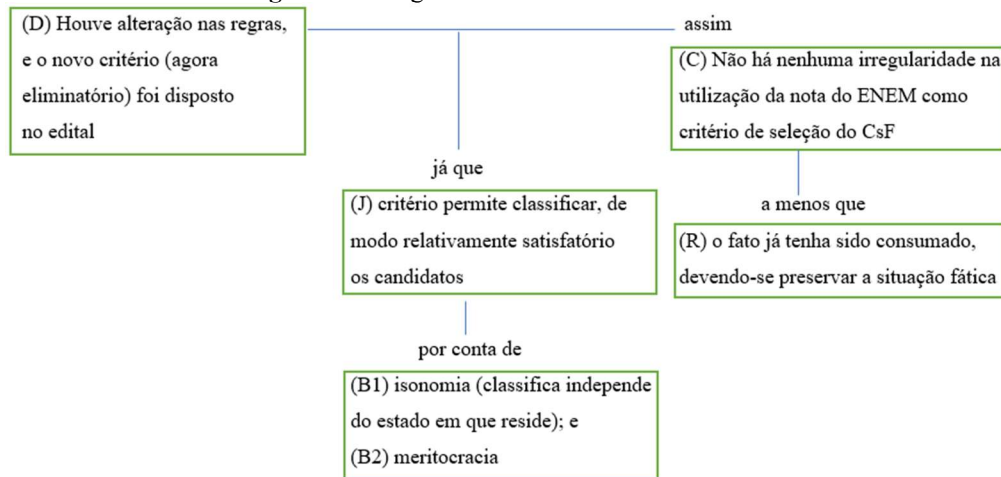 (D) Houve alteração nas regras,
e o novo critério (agora
eliminatório) foi disposto
no edital
assim
(C) Não há nenhuma irregularidade na
utilização da nota do ENEM como
critério de seleção do CsF
já que
(J) critério permite classificar, de
modo relativamente satisfatório
os candidatos
a menos que
(R) o fato já tenha sido consumado,
devendo-se preservar a situação fática
por conta de
(B1) isonomia (classifica independe
do estado em que reside); e
(B2) meritocracia